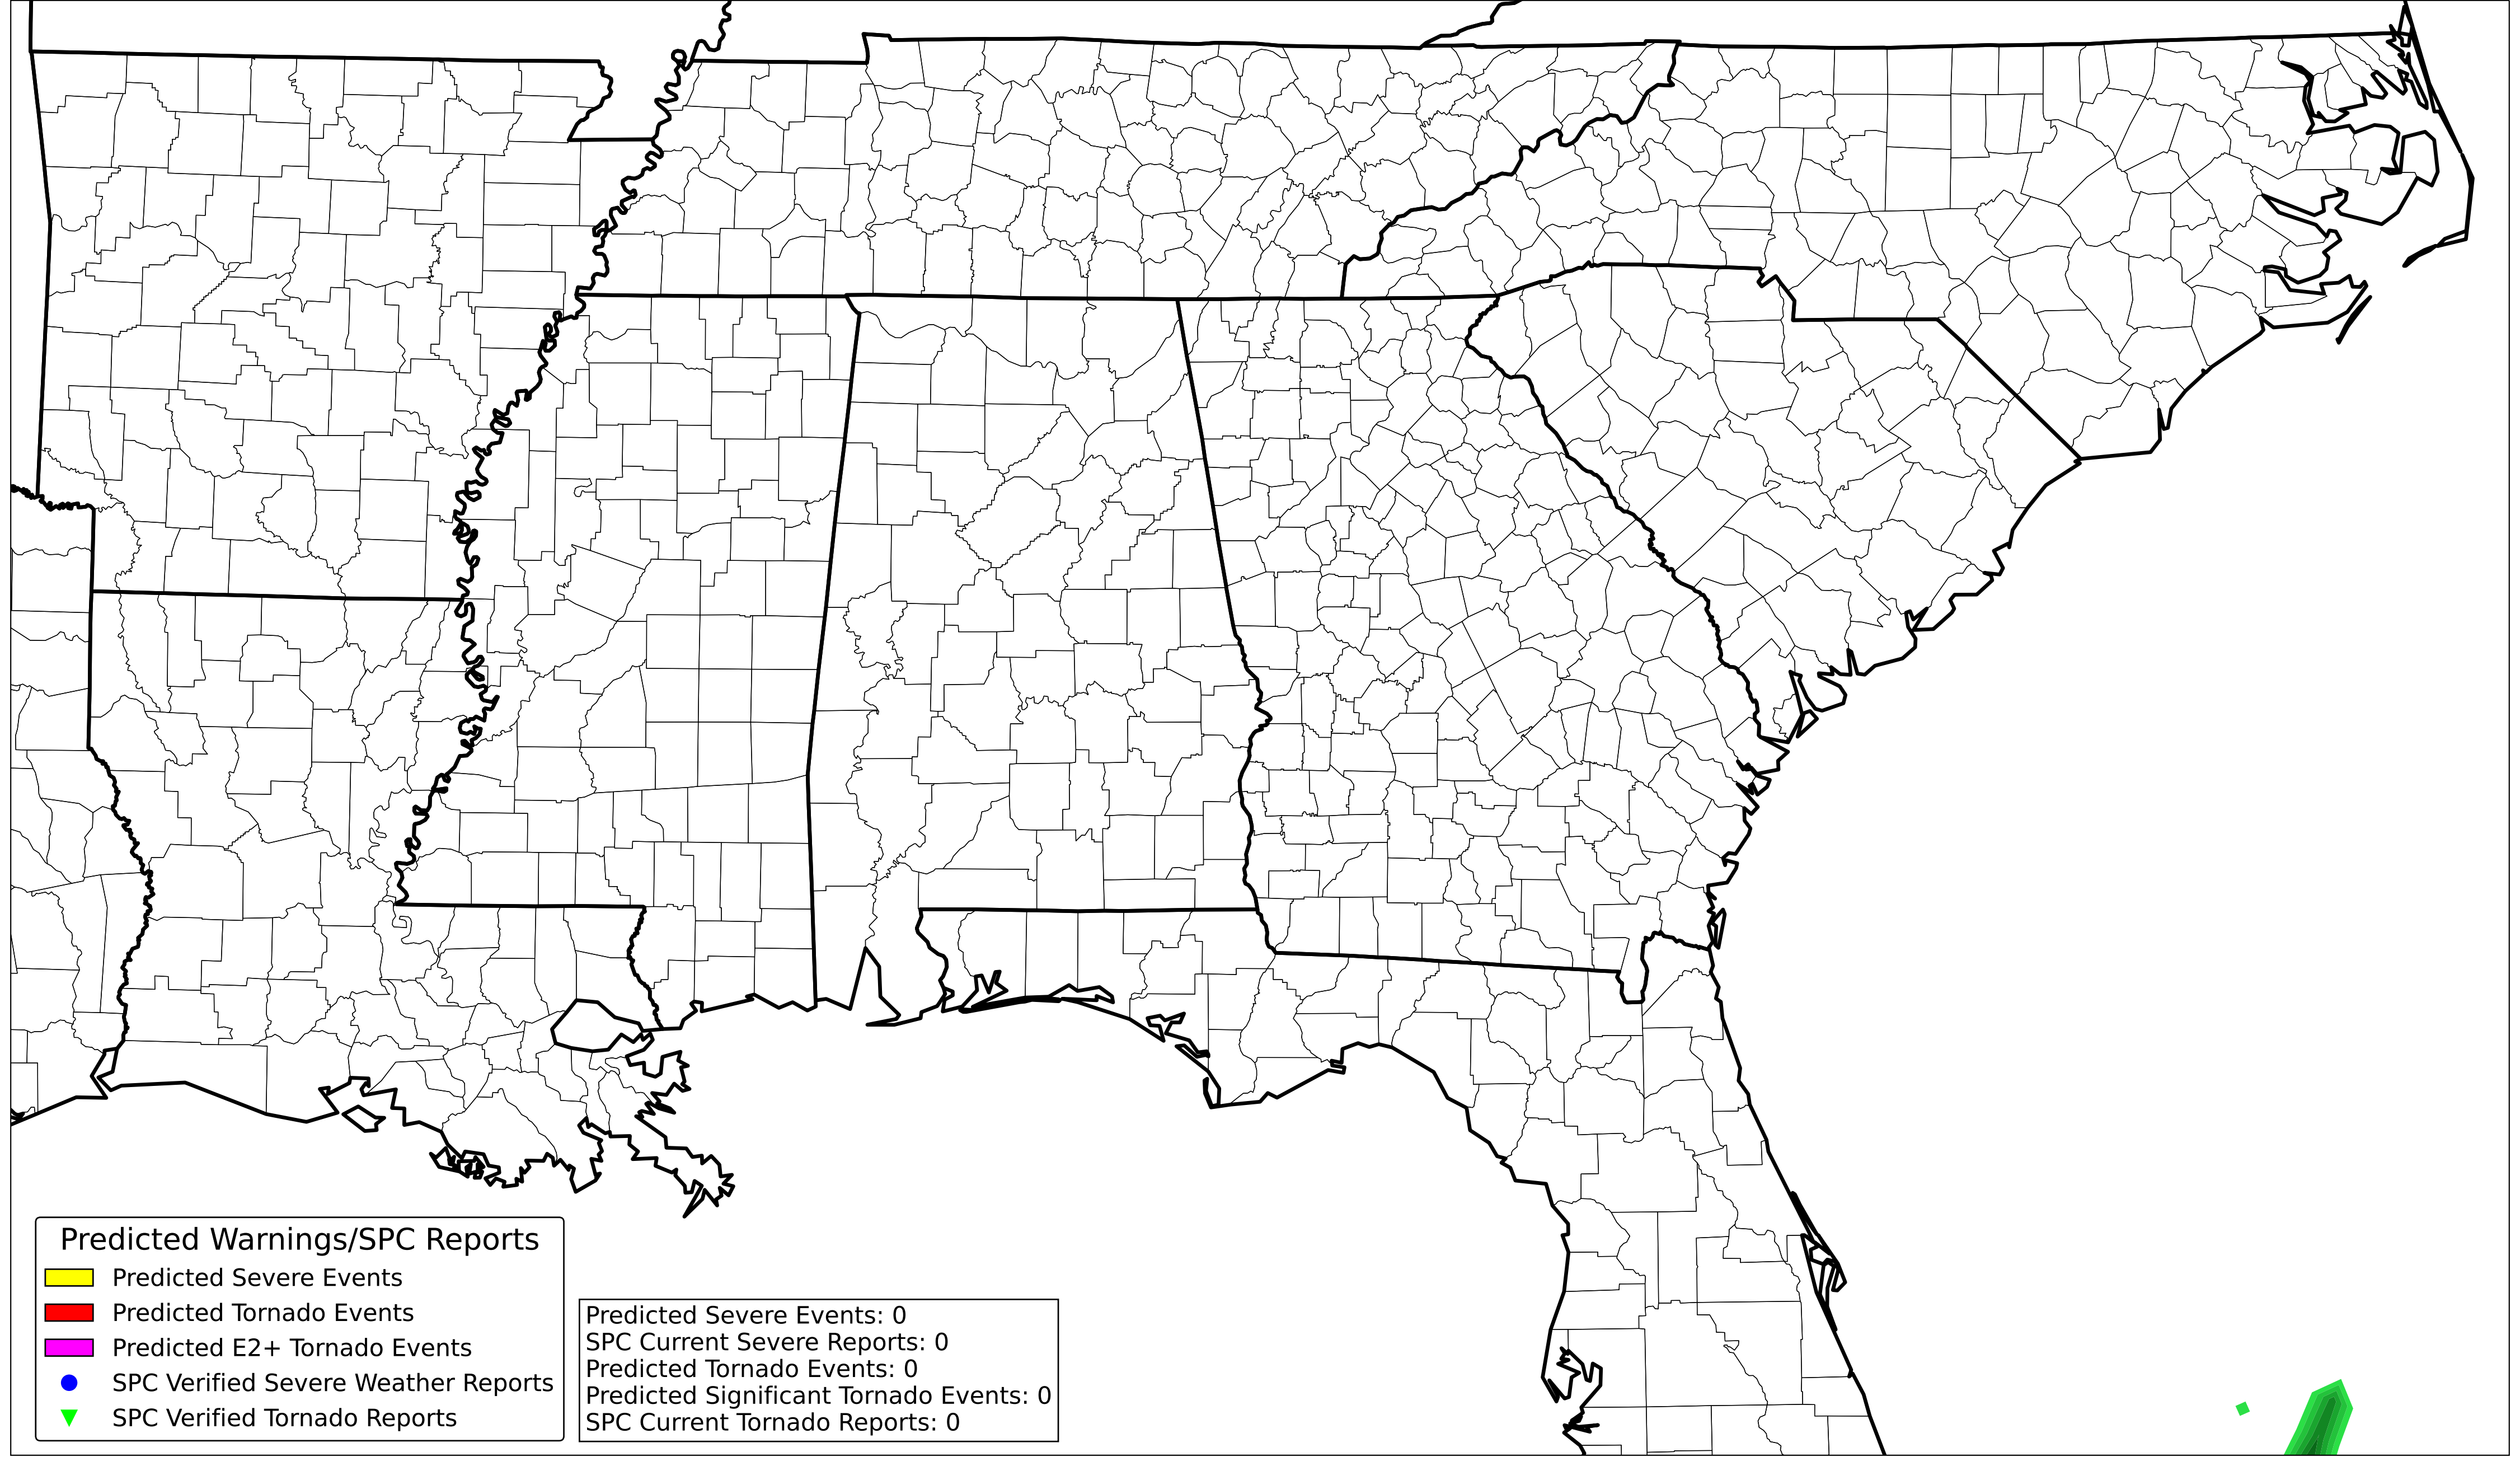 Predicted Warnings/SPC Reports
Predicted Severe Events
Predicted Tornado Events
Predicted E2+ Tornado Events
SPC Verified Severe Weather Reports
SPC Verified Tornado Reports
Predicted Severe Events: 0
SPC Current Severe Reports: 0
Predicted Tornado Events: 0
Predicted Significant Tornado Events: 0
SPC Current Tornado Reports: 0